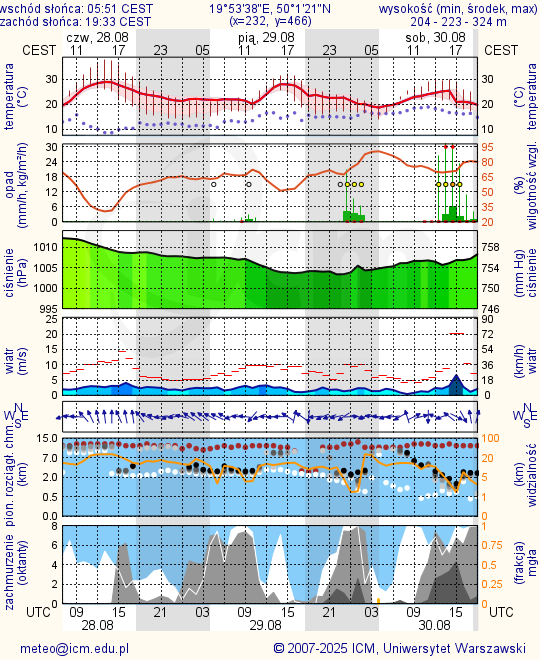 wschód słońca: 05:51 CEST 19°53'38"E, 50°1'21"N wysokość (min, środek, max)
zachód słońca: 19:33 CEST (x=232, y=466) 204 - 223 - 324 m
czw, 28.08 pią, 29.08 sob, 30.08
CEST 11 17 23 05 11 17 23 05 11 17 CEST
temperatura (°C) 30 20 10 30 20 10 temperatura (°C)
opad (mm/h, kg/m²/h) 30 24 18 12 6 0 95 80 65 50 35 20 (%) wilgotność wzgl.
ciśnienie (hPa) 1010 1005 1000 995 758 754 750 746 (mm Hg) ciśnienie
wiatr (m/s) 25 20 15 10 5 0 90 72 54 36 18 0 (km/h) wiatr
N W E S N W E S
pion. rozciągł. chm. (km) 15.0 7.0 2.0 0.5 0.0 100 20 5 1 0 (km) widzialność
zachmurzenie (oktanty) 8 6 4 2 0 1 0.75 0.5 0.25 0 (frakcja) mgła
UTC 09 15 21 03 09 15 21 03 09 15 UTC
28.08 29.08 30.08
meteo@icm.edu.pl © 2007-2025 ICM, Uniwersytet Warszawski